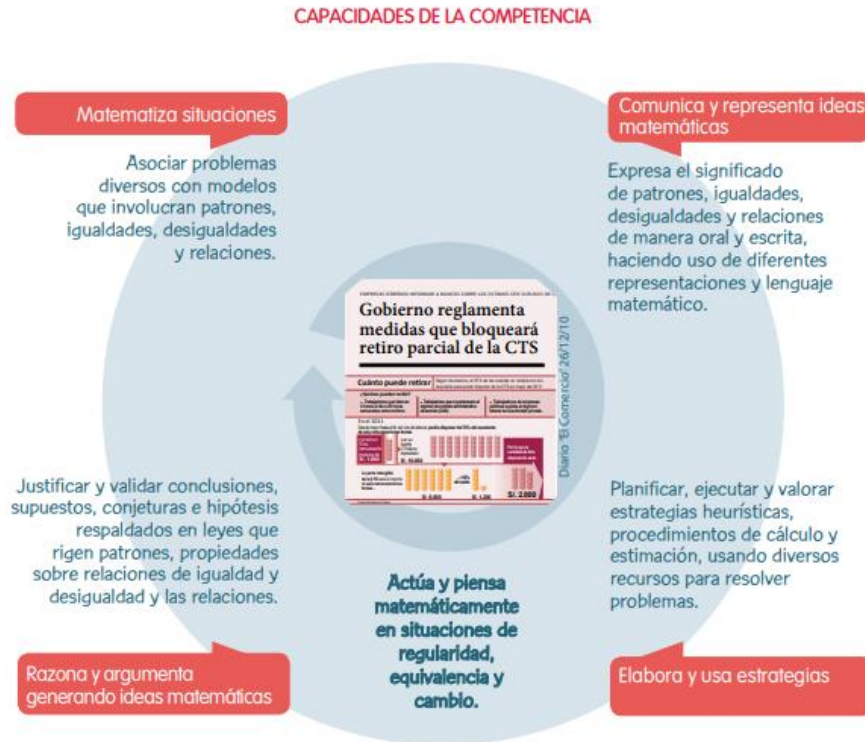 CAPACIDADES DE LA COMPETENCIA
Matematiza situaciones
Asociar problemas
diversos con modelos
que involucran patrones,
igualdades, desigualdades
y relaciones.
Comunica y representa ideas
matemáticas
Expresa el significado
de patrones, igualdades,
desigualdades y relaciones
de manera oral y escrita,
haciendo uso de diferentes
representaciones y lenguaje
matemático.
Gobierno reglamenta
medidas que bloqueará
retiro parcial de la CTS
Cuánto puede retirar
S/. 2.000
Diario "El Comercio" 26/12/10
Justificar y validar conclusiones,
supuestos, conjeturas e hipótesis
respaldados en leyes que
rigen patrones, propiedades
sobre relaciones de igualdad y
desigualdad y las relaciones.
Razona y argumenta
generando ideas matemáticas
Actúa y piensa
matemáticamente
en situaciones de
regularidad,
equivalencia y
cambio.
Planificar, ejecutar y valorar
estrategias heurísticas,
procedimientos de cálculo y
estimación, usando diversos
recursos para resolver
problemas.
Elabora y usa estrategias